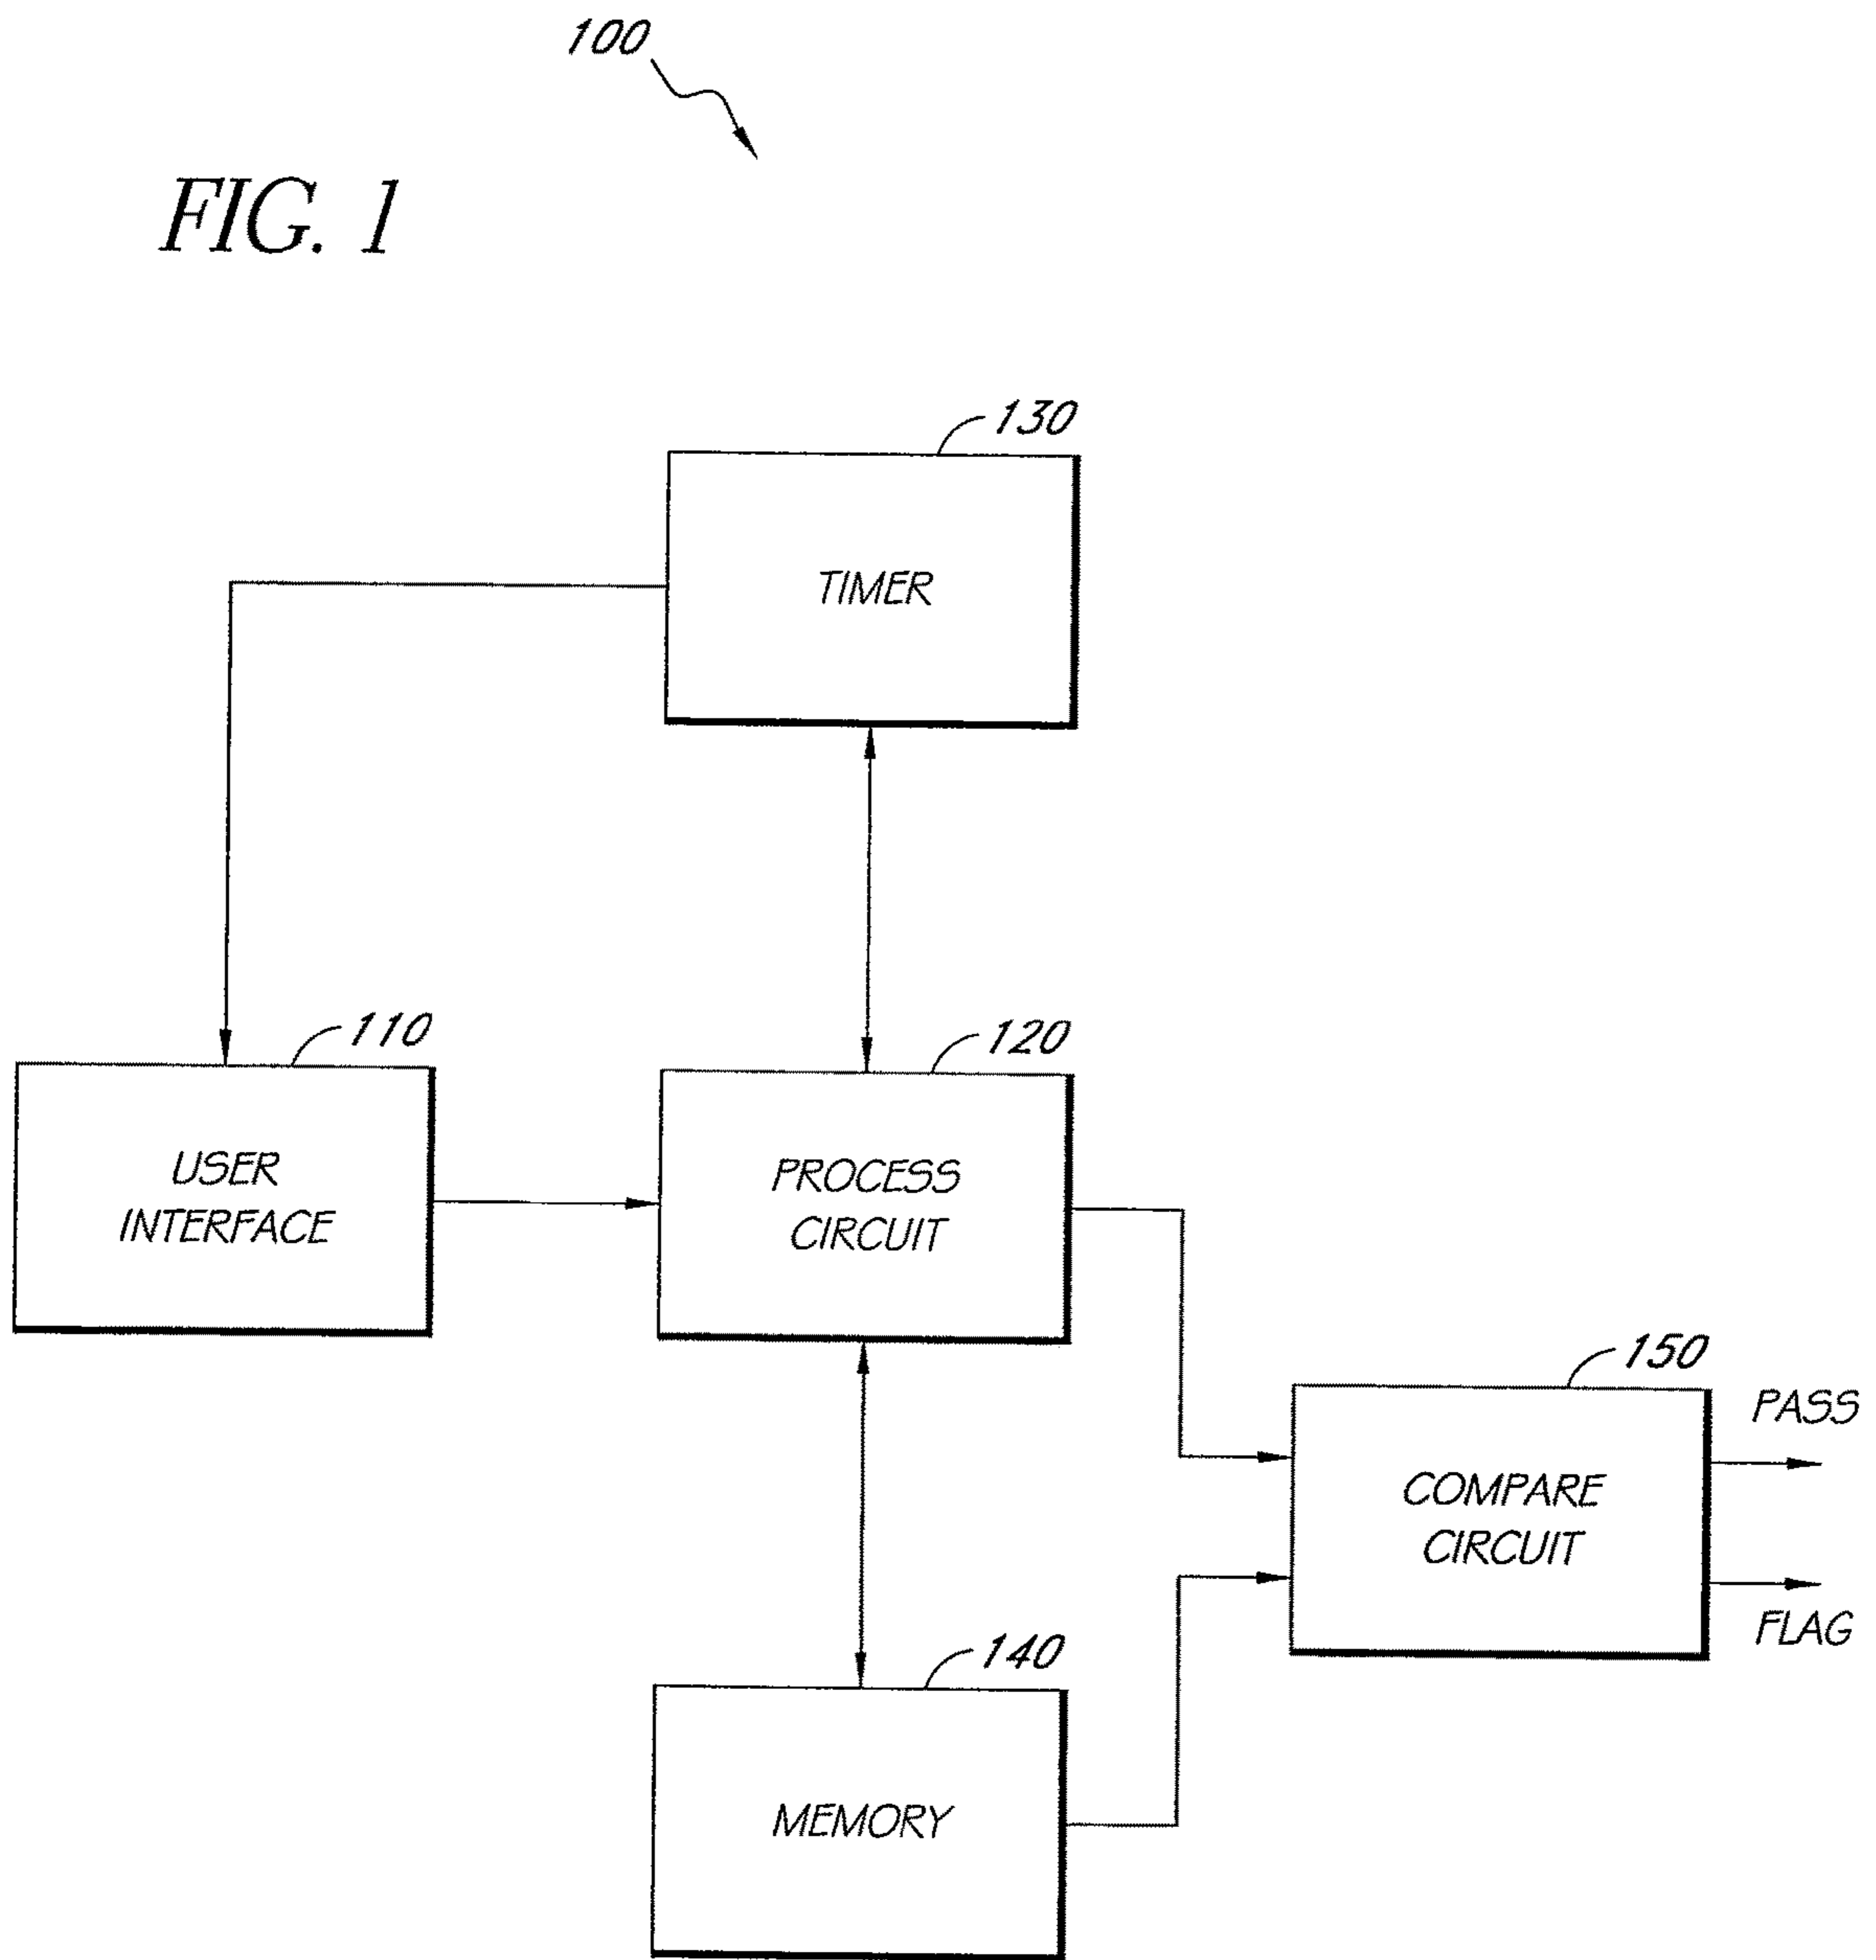 100
FIG. 1
130
TIMER
110
USER
INTERFACE
120
PROCESS
CIRCUIT
150
COMPARE
CIRCUIT
PASS
FLAG
140
MEMORY